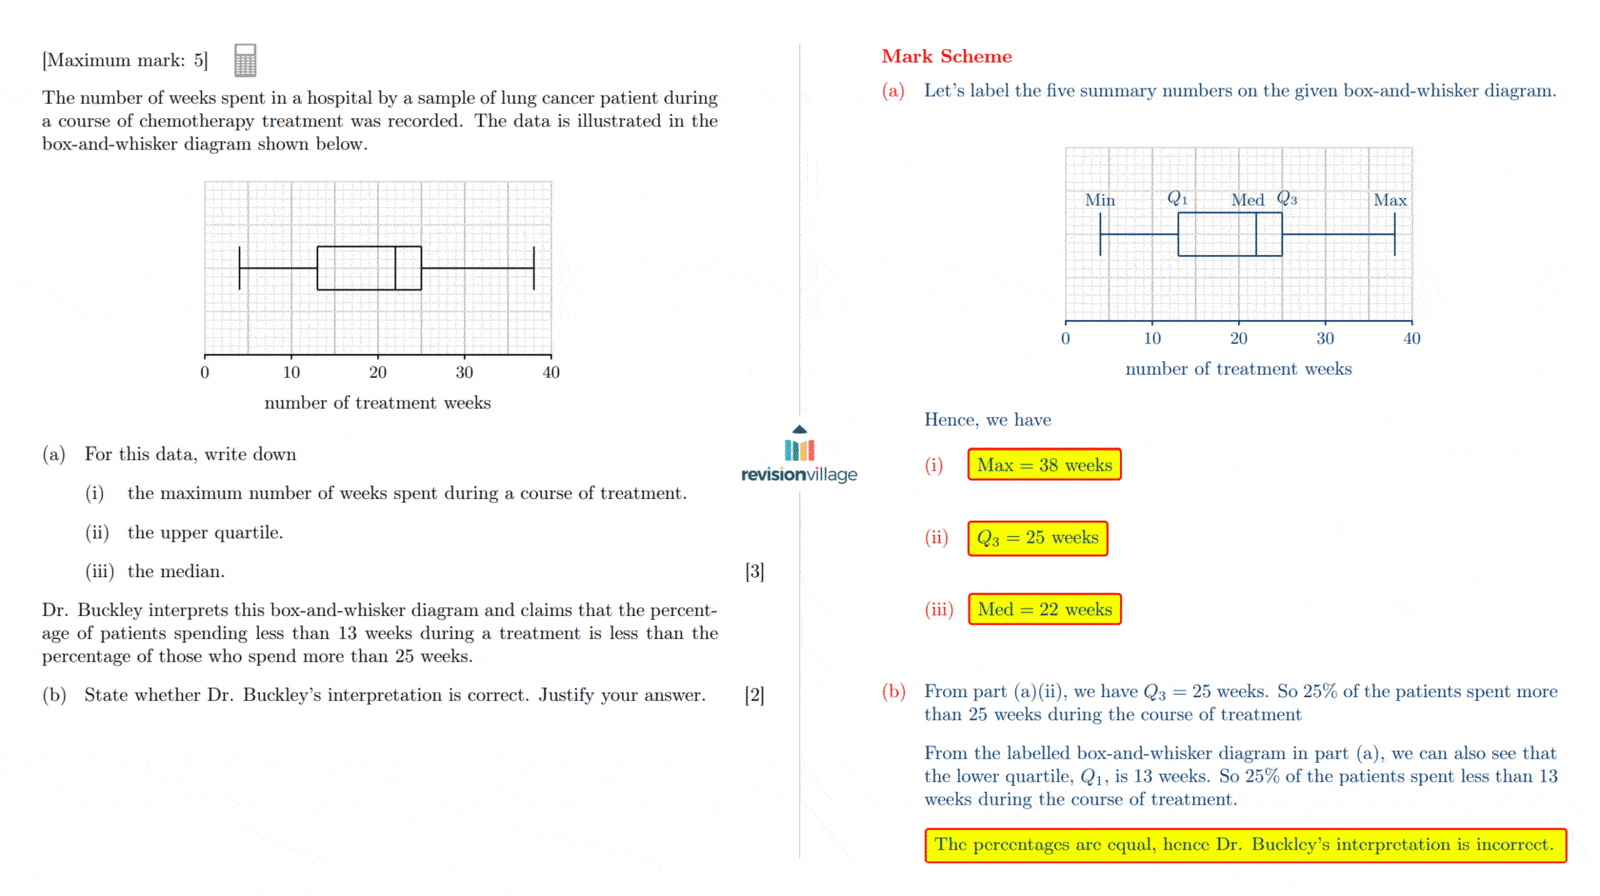 [Maximum mark: 5]
The number of weeks spent in a hospital by a sample of lung cancer patient during
a course of chemotherapy treatment was recorded. The data is illustrated in the
box-and-whisker diagram shown below.
0 10 20 30 40
number of treatment weeks
(a) For this data, write down
(i) the maximum number of weeks spent during a course of treatment.
(ii) the upper quartile.
(iii) the median. [3]
Dr. Buckley interprets this box-and-whisker diagram and claims that the percent-
age of patients spending less than 13 weeks during a treatment is less than the
percentage of those who spend more than 25 weeks.
(b) State whether Dr. Buckley's interpretation is correct. Justify your answer. [2]
revisionvillage
Mark Scheme
(a) Let's label the five summary numbers on the given box-and-whisker diagram.
Min Q1 Med Q3 Max
0 10 20 30 40
number of treatment weeks
Hence, we have
(i) Max = 38 weeks
(ii) Q3 = 25 weeks
(iii) Med = 22 weeks
(b) From part (a)(ii), we have Q3 = 25 weeks. So 25% of the patients spent more
than 25 weeks during the course of treatment
From the labelled box-and-whisker diagram in part (a), we can also see that
the lower quartile, Q1, is 13 weeks. So 25% of the patients spent less than 13
weeks during the course of treatment.
The percentages are equal, hence Dr. Buckley's interpretation is incorrect.